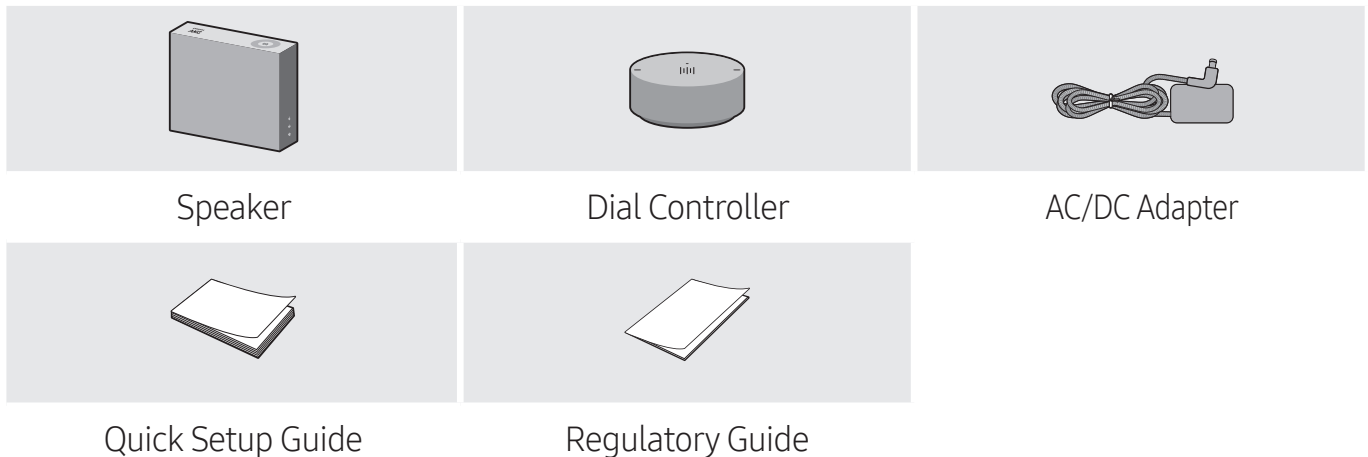 Speaker
Dial Controller
AC/DC Adapter
Quick Setup Guide
Regulatory Guide